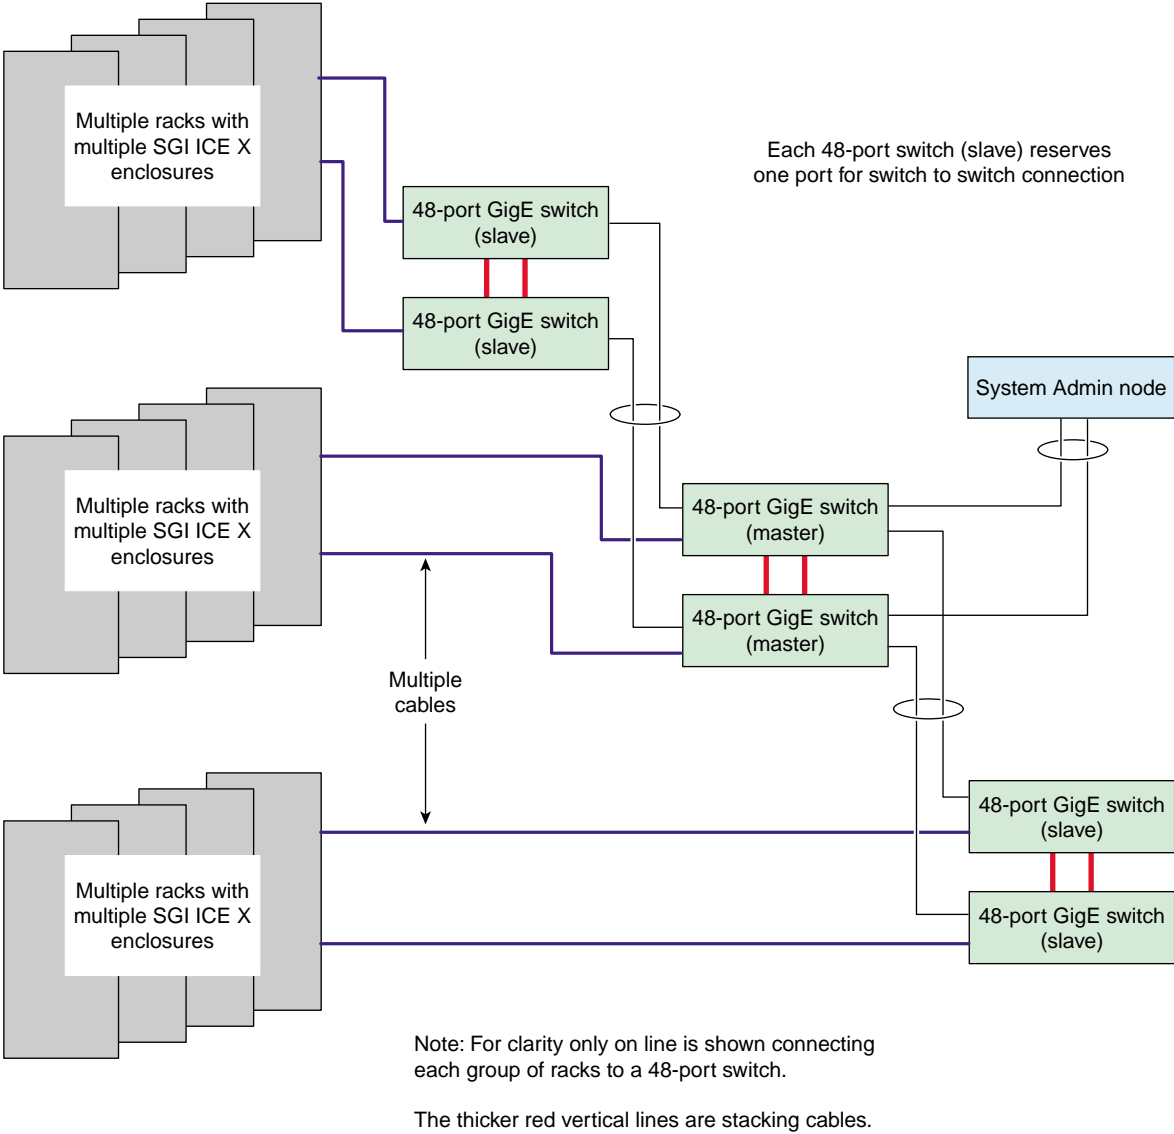 Multiple racks with
multiple SGI ICE X
enclosures
Each 48-port switch (slave) reserves
one port for switch to switch connection
48-port GigE switch
(slave)
48-port GigE switch
(slave)
System Admin node
Multiple racks with
multiple SGI ICE X
enclosures
48-port GigE switch
(master)
48-port GigE switch
(master)
Multiple
cables
48-port GigE switch
(slave)
Multiple racks with
multiple SGI ICE X
enclosures
48-port GigE switch
(slave)
Note: For clarity only on line is shown connecting
each group of racks to a 48-port switch.
The thicker red vertical lines are stacking cables.